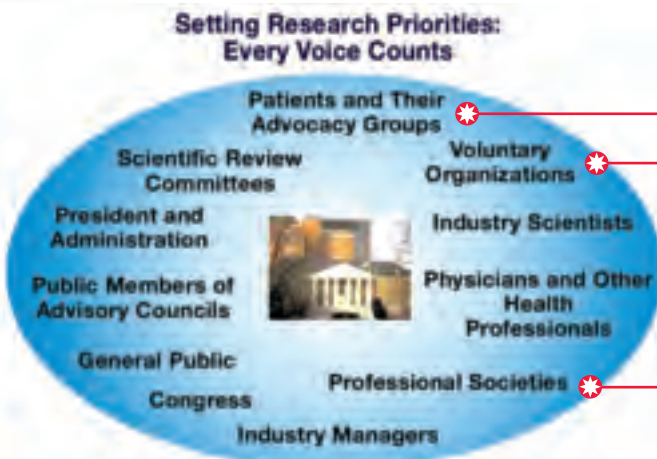 Setting Research Priorities:
Every Voice Counts
Patients and Their
Advocacy Groups
Scientific Review
Committees
Voluntary
Organizations
President and
Administration
Industry Scientists
Public Members of
Advisory Councils
Physicians and Other
Health
Professionals
General Public
Professional Societies
Congress
Industry Managers